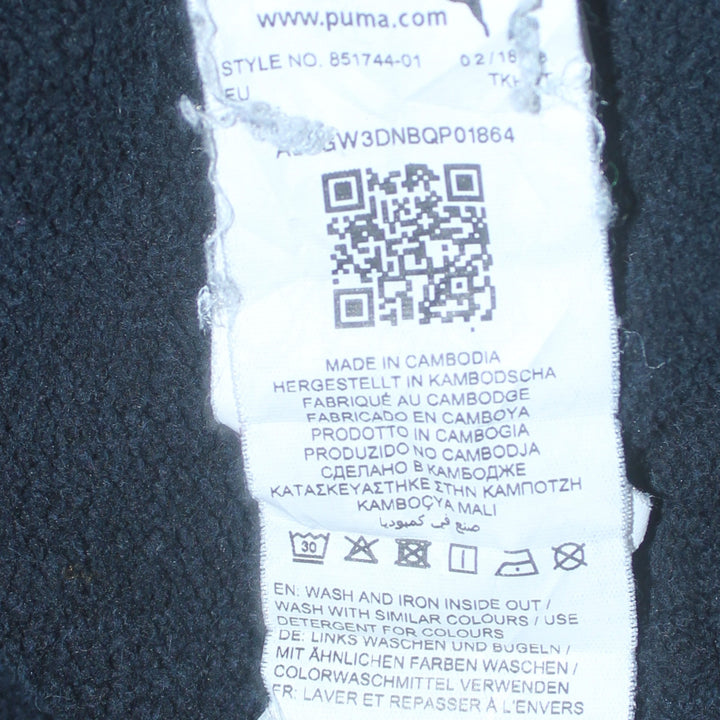 www.puma.com
STYLE NO. 851744-01 02/18
EU
GW3DNBQP01864
MADE IN CAMBODIA
HERGESTELLT IN KAMBODSCHA
FABRIQUÉ AU CAMBODGE
FABRICADO EN CAMBOYA
PRODOTTO IN CAMBOGIA
PRODUZIDO NO CAMBODJA
СДЕЛАНО В КАМБОДЖЕ
ΚΑΤΑΣΚΕΥΑΣΤΗΚΕ ΣΤΗΝ ΚΑΜΠΟΤΖΗ
KAMBOÇYA MALI
صنع في كمبوديا
30
EN: WASH AND IRON INSIDE OUT /
WASH WITH SIMILAR COLOURS / USE
DETERGENT FOR COLOURS
DE: LINKS WASCHEN UND BÜGELN /
MIT ÄHNLICHEN FARBEN WASCHEN /
COLORWASCHMITTEL VERWENDEN
FR: LAVER ET REPASSER À L'ENVERS